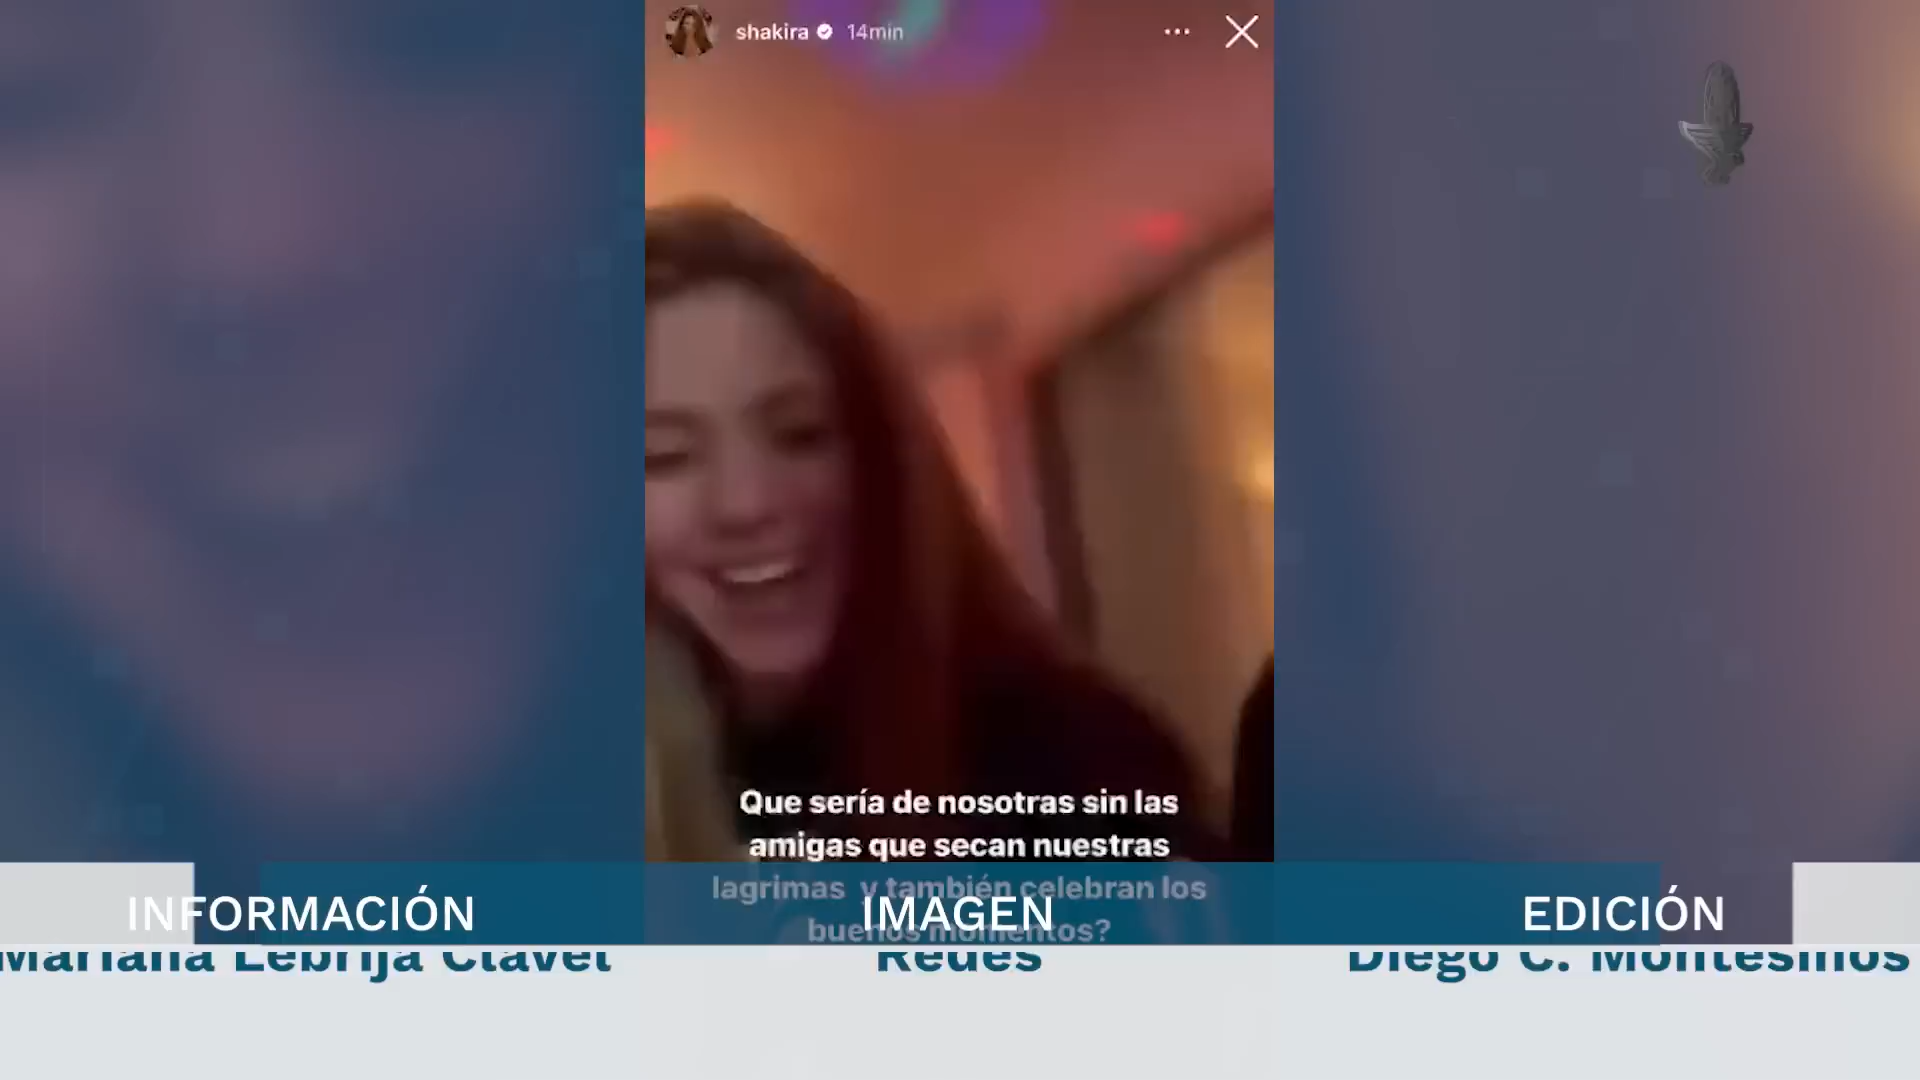 shakira 14min
Que sería de nosotras sin las
amigas que secan nuestras
lagrimas y también celebran los
buenos momentos?
INFORMACIÓN IMAGEN EDICIÓN
Mariana Lebrija Clavel Redes Diego C. Montesinos